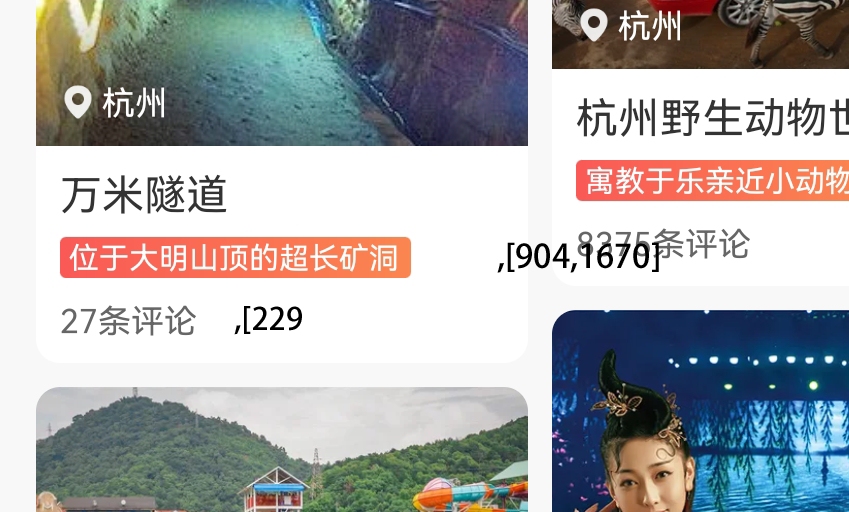 杭州
万米隧道
位于大明山顶的超长矿洞
27条评论
,[229
杭州
杭州野生动物世
寓教于乐亲近小动物
8375条评论
,[904,1670]